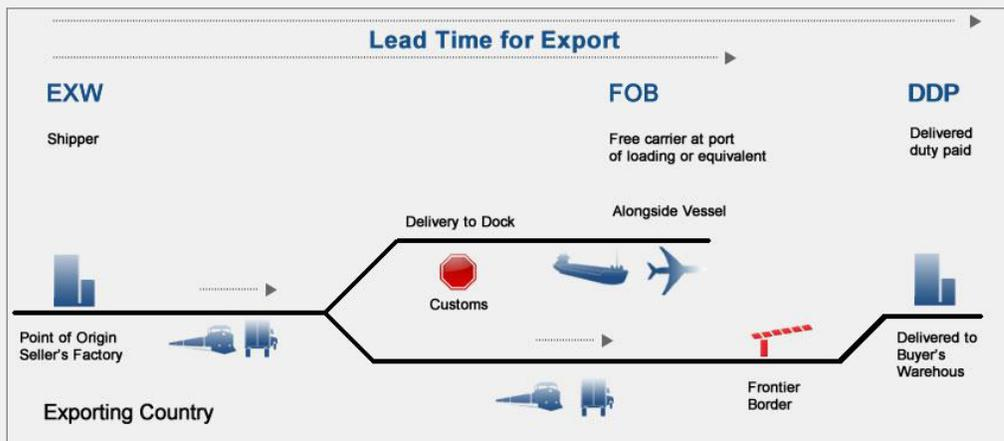 Lead Time for Export
EXW
FOB
DDP
Shipper
Free carrier at port
of loading or equivalent
Delivered
duty paid
Delivery to Dock
Alongside Vessel
Customs
Point of Origin
Seller's Factory
Delivered to
Buyer's
Warehous
Frontier
Border
Exporting Country